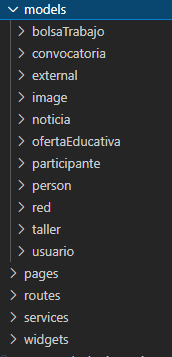 models
bolsaTrabajo
convocatoria
external
image
noticia
ofertaEducativa
participante
person
red
taller
usuario
pages
routes
services
widgets